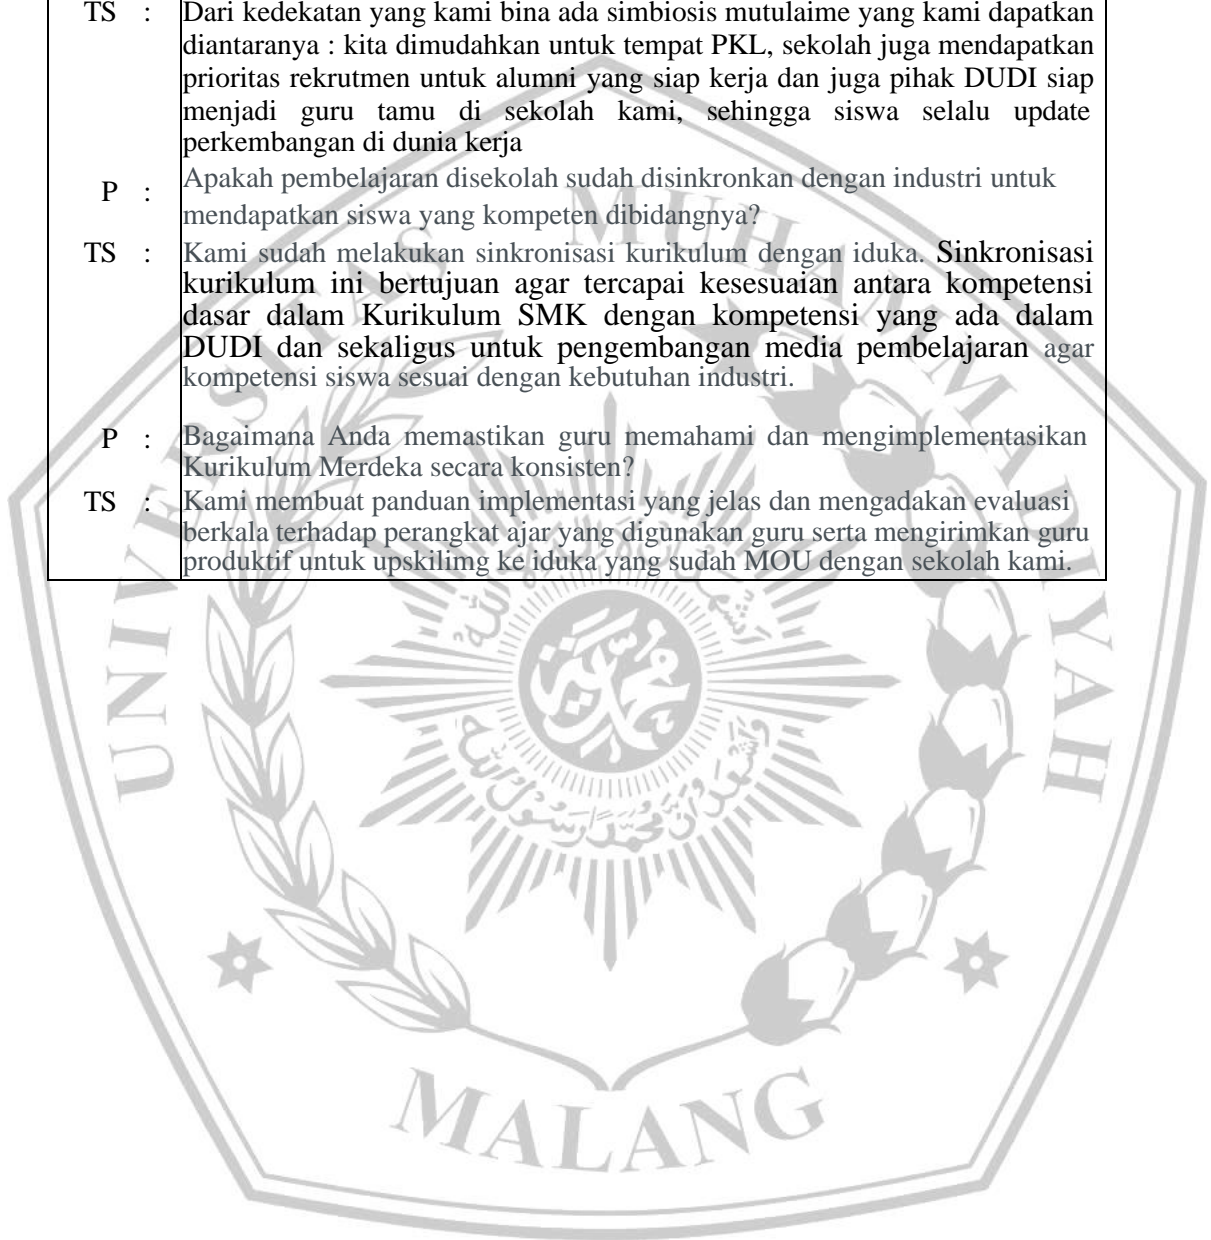 TS : Dari kedekatan yang kami bina ada simbiosis mutulaime yang kami dapatkan
diantaranya : kita dimudahkan untuk tempat PKL, sekolah juga mendapatkan
prioritas rekrutmen untuk alumni yang siap kerja dan juga pihak DUDI siap
menjadi guru tamu di sekolah kami, sehingga siswa selalu update
perkembangan di dunia kerja
P : Apakah pembelajaran disekolah sudah disinkronkan dengan industri untuk
mendapatkan siswa yang kompeten dibidangnya?
TS : Kami sudah melakukan sinkronisasi kurikulum dengan iduka. Sinkronisasi
kurikulum ini bertujuan agar tercapai kesesuaian antara kompetensi
dasar dalam Kurikulum SMK dengan kompetensi yang ada dalam
DUDI dan sekaligus untuk pengembangan media pembelajaran agar
kompetensi siswa sesuai dengan kebutuhan industri.
P : Bagaimana Anda memastikan guru memahami dan mengimplementasikan
Kurikulum Merdeka secara konsisten?
TS : Kami membuat panduan implementasi yang jelas dan mengadakan evaluasi
berkala terhadap perangkat ajar yang digunakan guru serta mengirimkan guru
produktif untuk upskilimg ke iduka yang sudah MOU dengan sekolah kami.
UNIVERSITAS MUHAMMADIYAH
MALANG